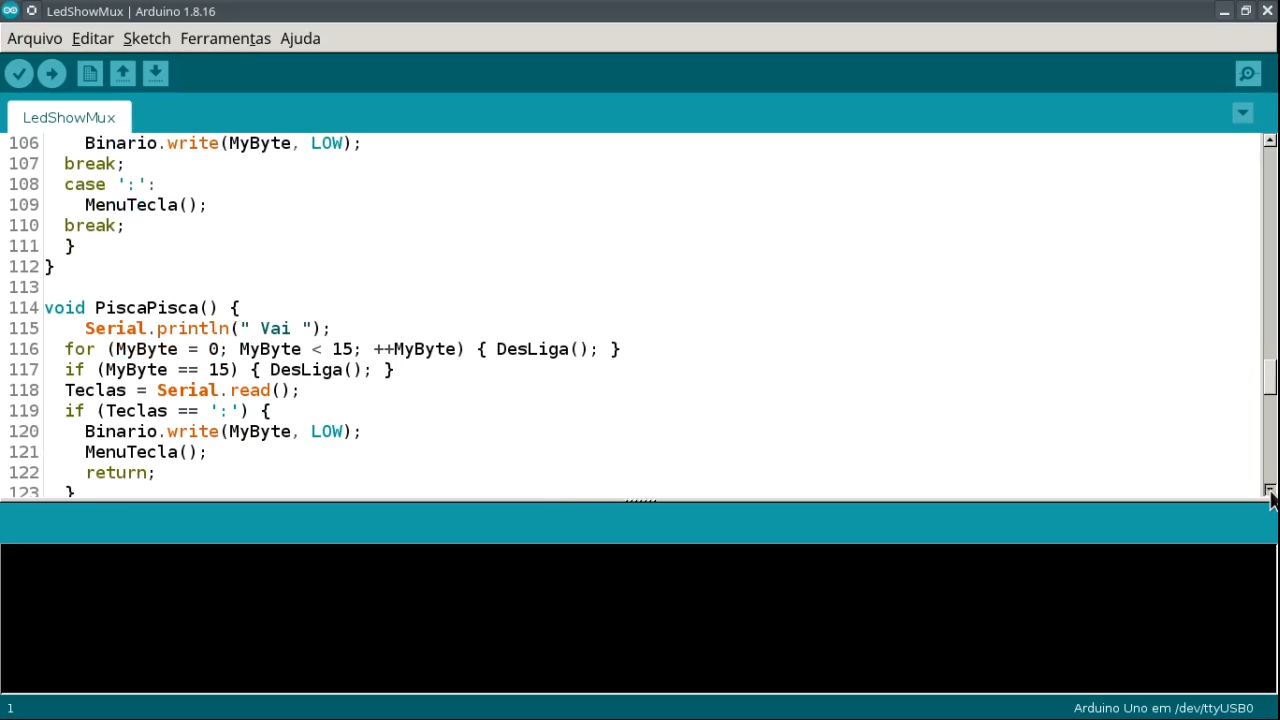 LedShowMux | Arduino 1.8.16
Arquivo Editar Sketch Ferramentas Ajuda
LedShowMux
106 Binario.write(MyByte, LOW);
107 break;
108 case ':':
109 MenuTecla();
110 break;
111 }
112 }
113
114 void PiscaPisca() {
115 Serial.println(" Vai ");
116 for (MyByte = 0; MyByte < 15; ++MyByte) { DesLiga(); }
117 if (MyByte == 15) { DesLiga(); }
118 Teclas = Serial.read();
119 if (Teclas == ':') {
120 Binario.write(MyByte, LOW);
121 MenuTecla();
122 return;
123 }
1 Arduino Uno em /dev/ttyUSB0